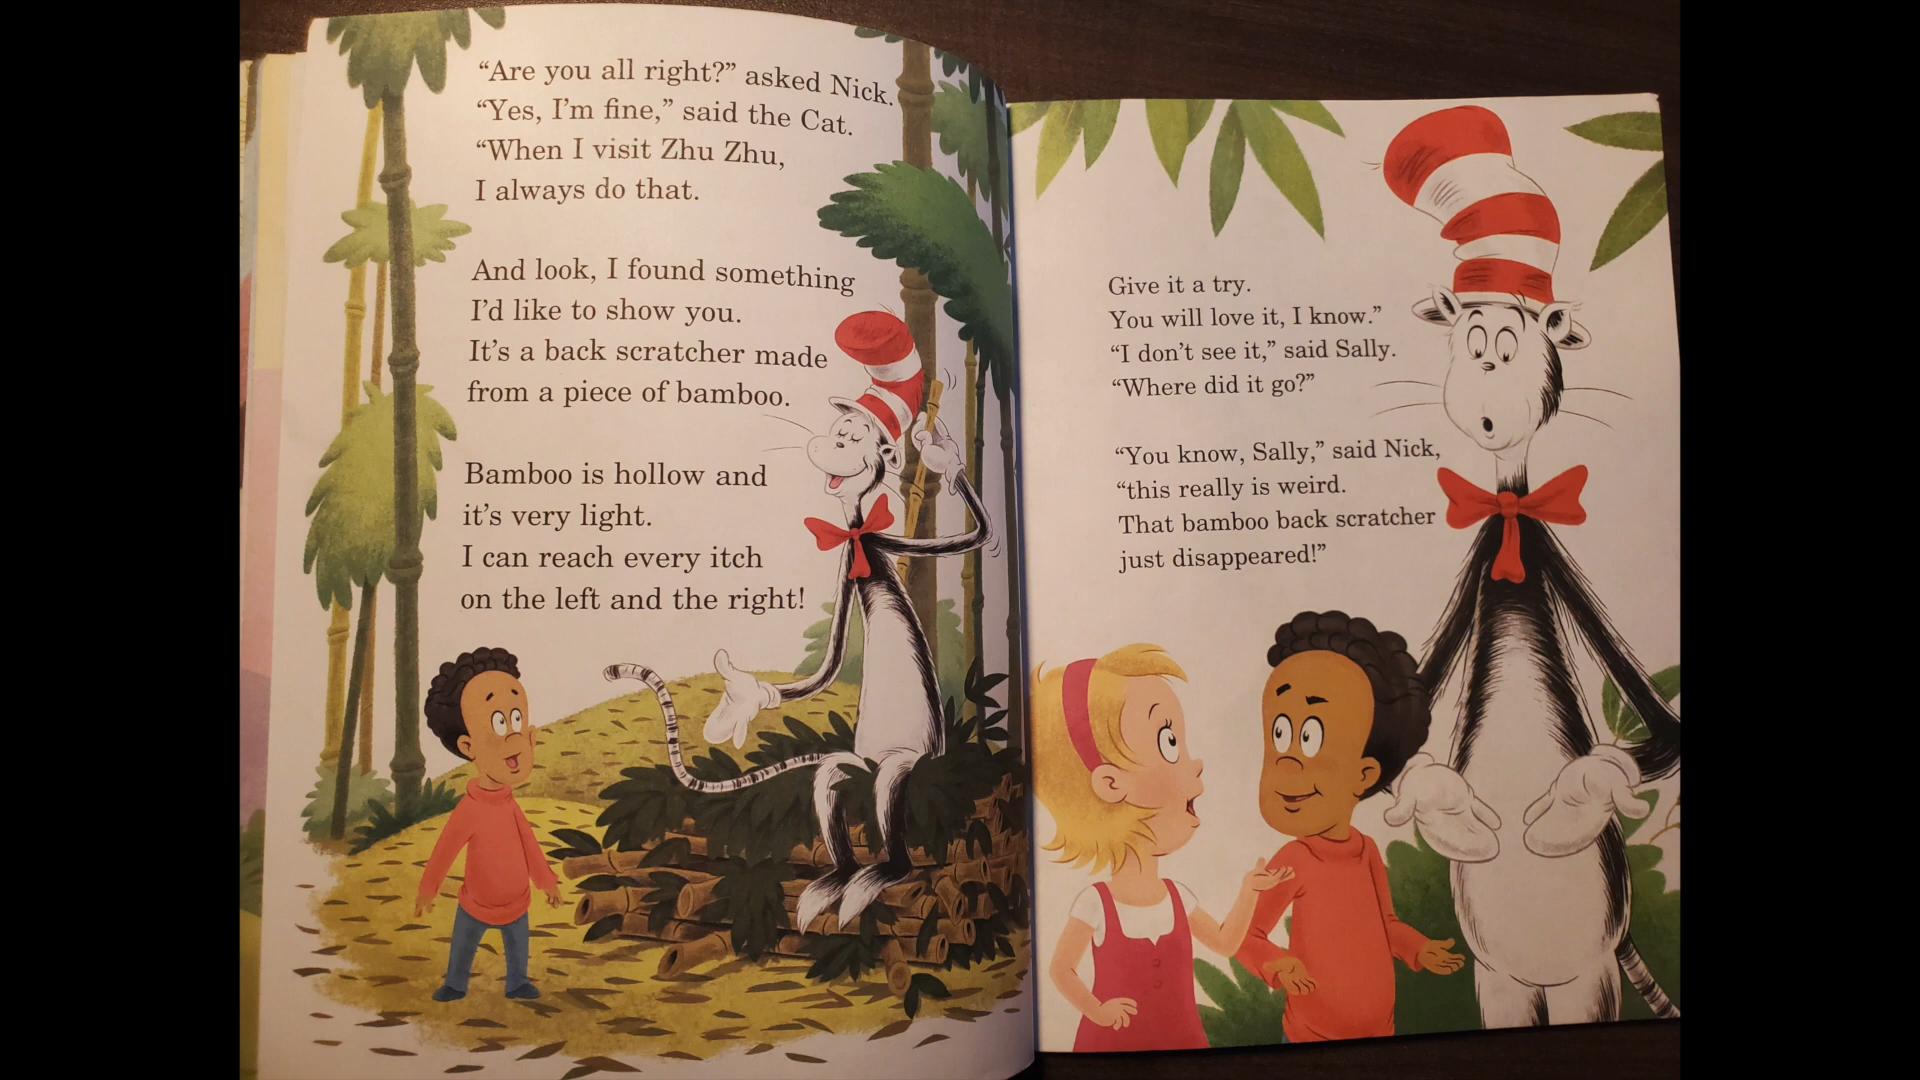 “Are you all right?” asked Nick.
“Yes, I’m fine,” said the Cat.
“When I visit Zhu Zhu,
I always do that.
And look, I found something
I’d like to show you.
It’s a back scratcher made
from a piece of bamboo.
Bamboo is hollow and
it’s very light.
I can reach every itch
on the left and the right!
Give it a try.
You will love it, I know.”
“I don’t see it,” said Sally.
“Where did it go?”
“You know, Sally,” said Nick,
“this really is weird.
That bamboo back scratcher
just disappeared!”